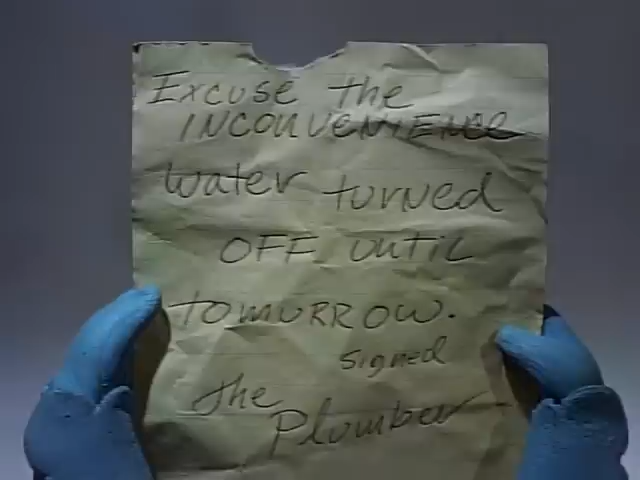 Excuse the
INCONVENIENCE
Water turned
OFF until
tomorrow.
signed
the
Plumber